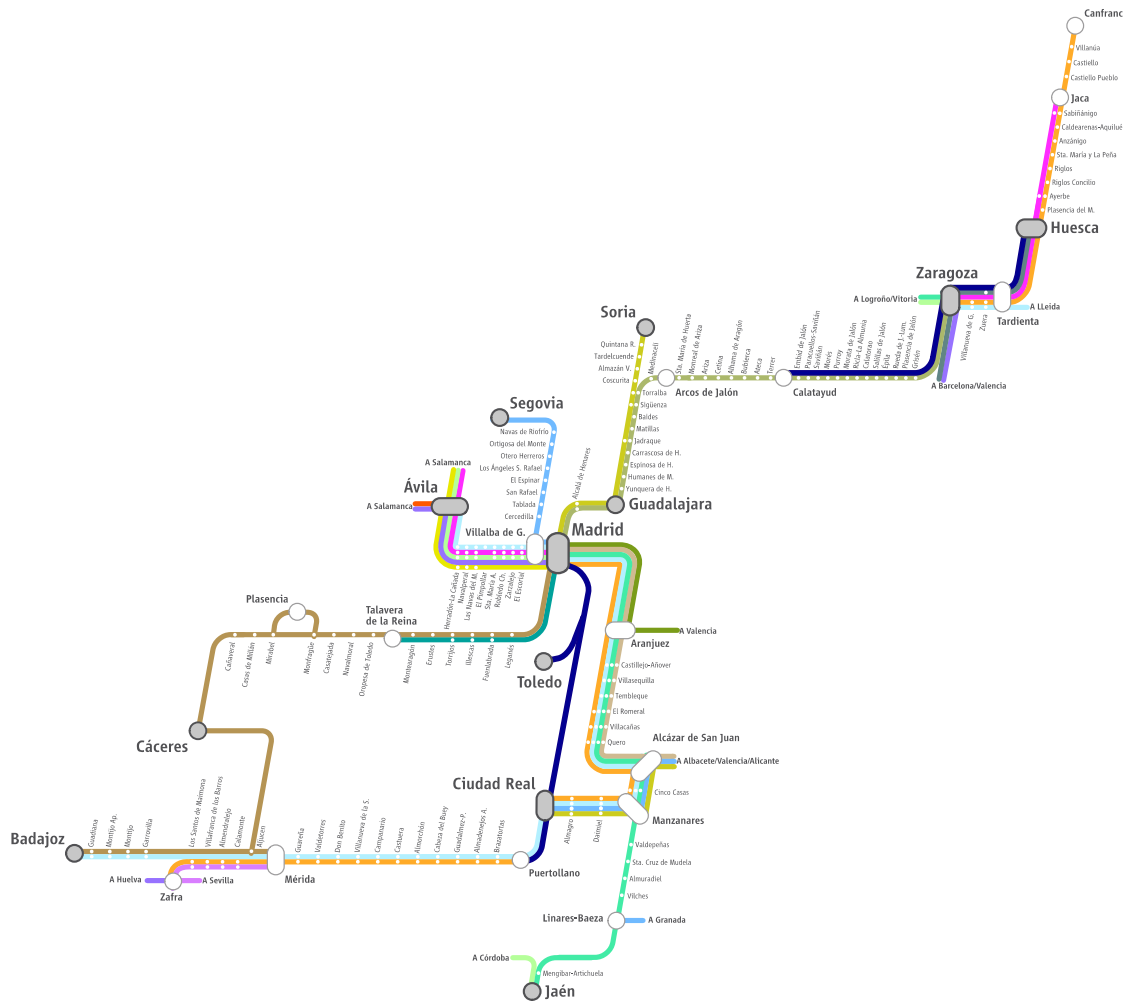 Canfranc
Villanúa
Castiello
Castiello Pueblo
Jaca
Sabiñánigo
Caldearenas-Aquilué
Anzánigo
Sta. María y La Peña
Riglos
Riglos Concilio
Ayerbe
Plasencia del M.
Huesca
Zaragoza
A Logroño/Vitoria
A LLeida
Tardienta
Villanueva de G.
Zuera
A Barcelona/Valencia
Soria
Quintana R.
Tardelcuende
Almazán V.
Coscurita
Torralba
Sigüenza
Baides
Matillas
Jadraque
Carrascosa de H.
Espinosa de H.
Humanes de M.
Yunquera de H.
Medinaceli
Arcos de Jalón
Sta. María de Huerta
Monreal de Ariza
Ariza
Cetina
Alhama de Aragón
Bubierca
Ateca
Terrer
Calatayud
Embid de Jalón
Paracuellos-Saviñán
Saviñán
Morés
Purroy
Morata de Jalón
Ricla-La Almunia
Calatorao
Salillas de Jalón
Epila
Rueda de J.-Lum.
Plasencia de Jalón
Grisén
Segovia
Navas de Riofrío
Ortigosa del Monte
Otero Herreros
Los Ángeles S. Rafael
El Espinar
San Rafael
Tablada
Cercedilla
Alcalá de Henares
Guadalajara
A Salamanca
Ávila
A Salamanca
Villalba de G.
Madrid
Herradón-La Cañada
Navalperal
Las Navas del M.
El Pimpollar
Sta. María A.
Robledo Ch.
Zarzalejo
El Escorial
Plasencia
Talavera
de la Reina
Cañaveral
Casas de Millán
Mirabel
Monfragüe
Casatejada
Navalmoral
Oropesa de Toledo
Montearagón
Erustes
Torrijos
Illescas
Fuenlabrada
Leganés
Toledo
A Valencia
Aranjuez
Castillejo-Añover
Villasequilla
Tembleque
El Romeral
Villacañas
Quero
Cáceres
Alcázar de San Juan
A Albacete/Valencia/Alicante
Ciudad Real
Cinco Casas
Manzanares
Almagro
Daimiel
Badajoz
Guadiana
Montijo Ap.
Montijo
Garrovilla
Los Santos de Maimona
Villafranca de los Barros
Almendralejo
Calamonte
Aljucen
Guareña
Valdetorres
Don Benito
Villanueva de la S.
Campanario
Castuera
Almorchón
Cabeza del Buey
Guadalmez-P.
Almadenejos A.
Brazatortas
Puertollano
A Huelva
A Sevilla
Zafra
Mérida
Valdepeñas
Sta. Cruz de Mudela
Almuradiel
Vilches
Linares-Baeza
A Granada
A Córdoba
Mengibar-Artichuela
Jaén